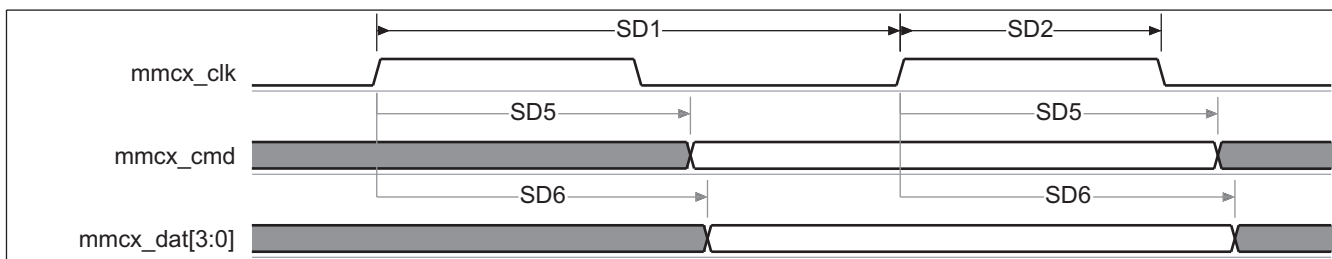 SD1 SD2
mmcx_clk
SD5 SD5
mmcx_cmd
SD6 SD6
mmcx_dat[3:0]